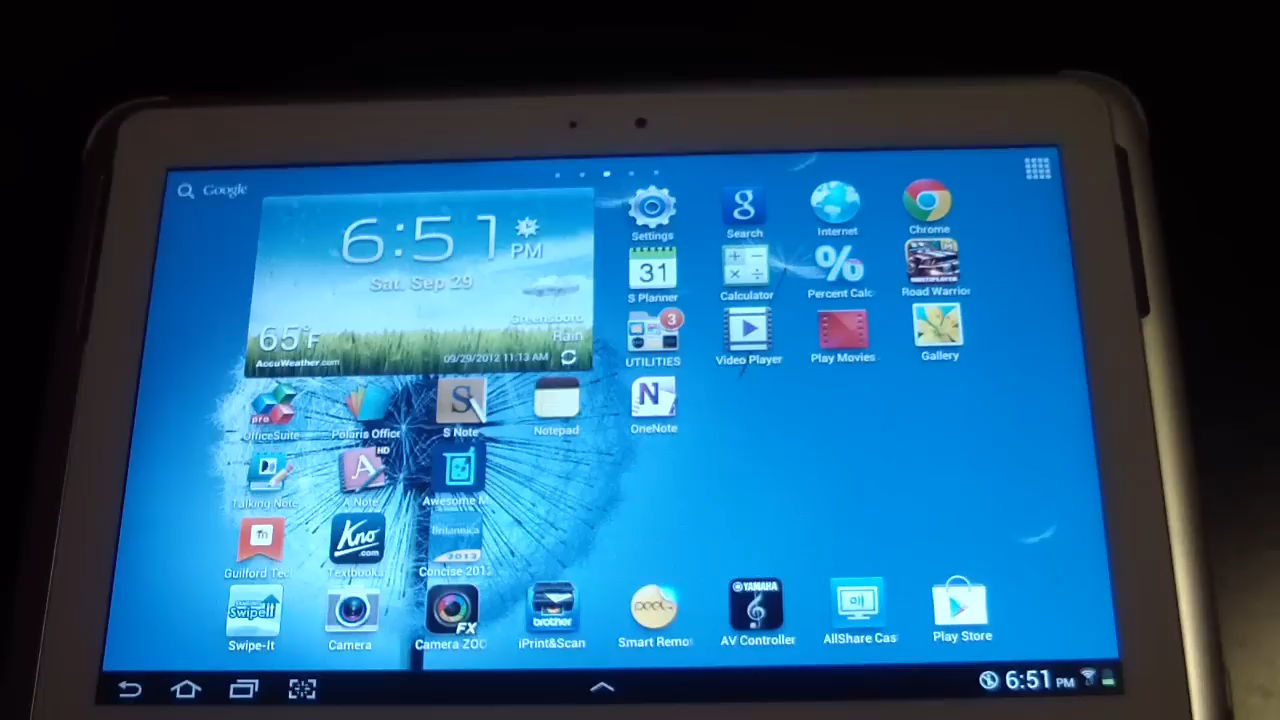 Google
6:51 PM
Sat, Sep 29
65°F
Greensboro
Rain
AccuWeather.com
09/29/2012 11:13 AM
Settings
g
Search
Internet
Chrome
31
S Planner
Calculator
%
Percent Calc
Road Warrior
3
UTILITIES
Video Player
Play Movies
Gallery
pro
OfficeSuite
Polaris Office
S
S Note
Notepad
N
OneNote
Talking Note
A HD
A Note
Awesome N
Guilford Tec
Kno
.com
Textbooks
Britannica
2012
Concise 2012
SwipeIt
Swipe-It
Camera
FX
Camera ZOO
brother
iPrint&Scan
peel
Smart Remo
YAMAHA
AV Controller
AllShare Cas
Play Store
6:51 PM